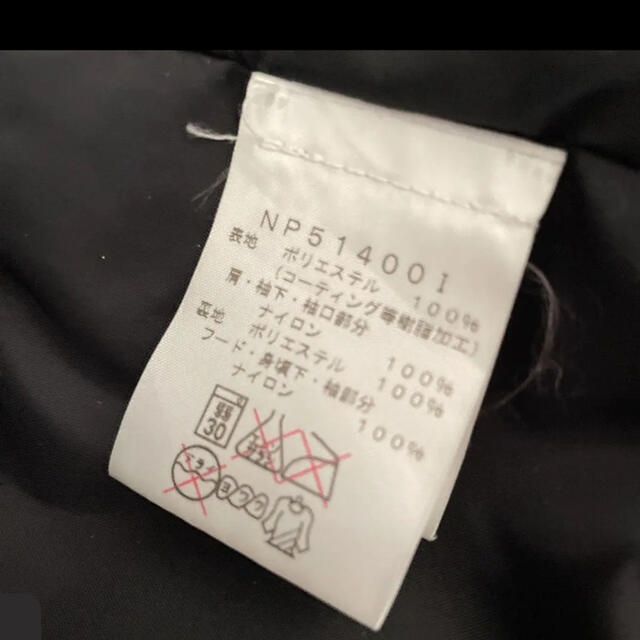 NP51400I
表地 ポリエステル 100%
(コーティング等樹脂加工)
肩・袖下・袖口部分
ナイロン 100%
裏地 ポリエステル 100%
フード・身頃下・袖部分
ナイロン 100%
弱
30